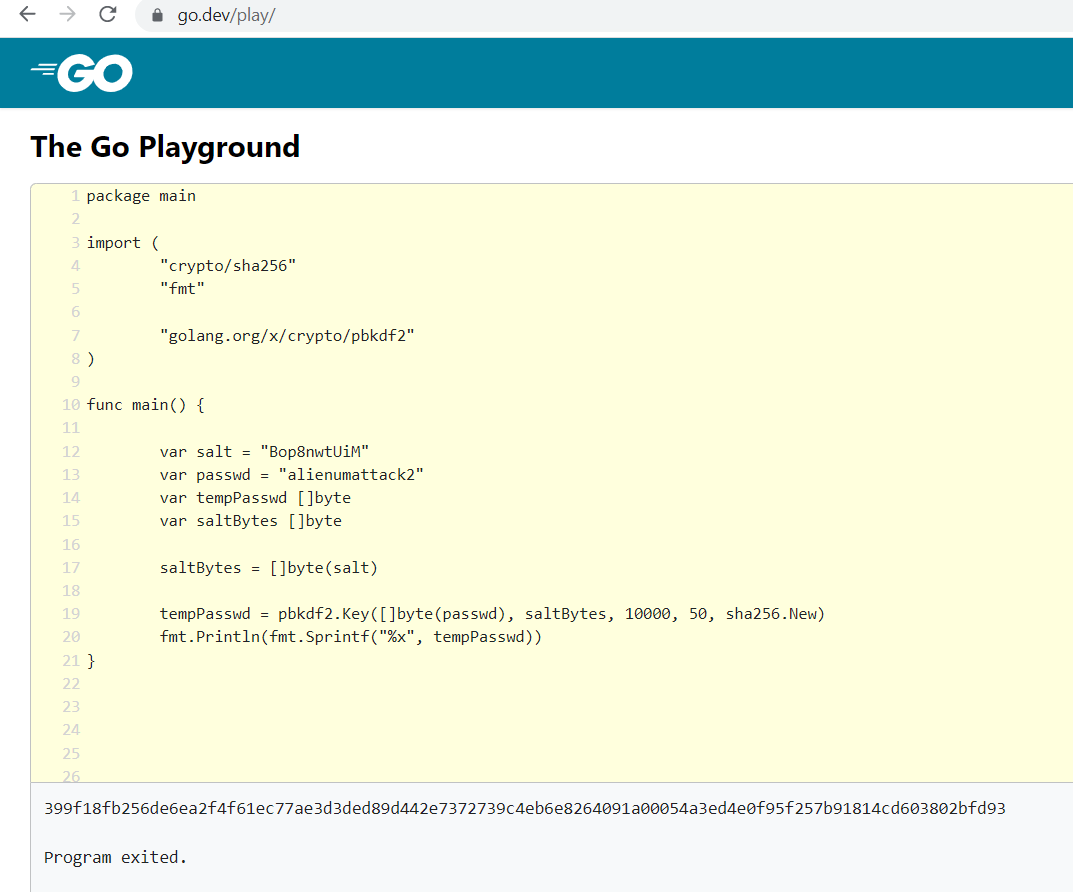 go.dev/play/
GO
The Go Playground
1 package main
2
3 import (
4 "crypto/sha256"
5 "fmt"
6
7 "golang.org/x/crypto/pbkdf2"
8 )
9
10 func main() {
11
12 var salt = "Bop8nwtUiM"
13 var passwd = "alienumattack2"
14 var tempPasswd []byte
15 var saltBytes []byte
16
17 saltBytes = []byte(salt)
18
19 tempPasswd = pbkdf2.Key([]byte(passwd), saltBytes, 10000, 50, sha256.New)
20 fmt.Println(fmt.Sprintf("%x", tempPasswd))
21 }
22
23
24
25
26
399f18fb256de6ea2f4f61ec77ae3d3ded89d442e7372739c4eb6e8264091a00054a3ed4e0f95f257b91814cd603802bfd93
Program exited.